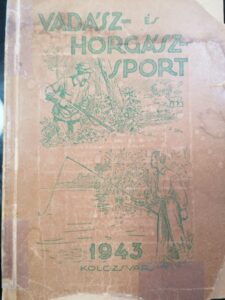 VADÁSZ- ÉS
HORGÁSZ-
SPORT
1943
KOLOZSVÁR